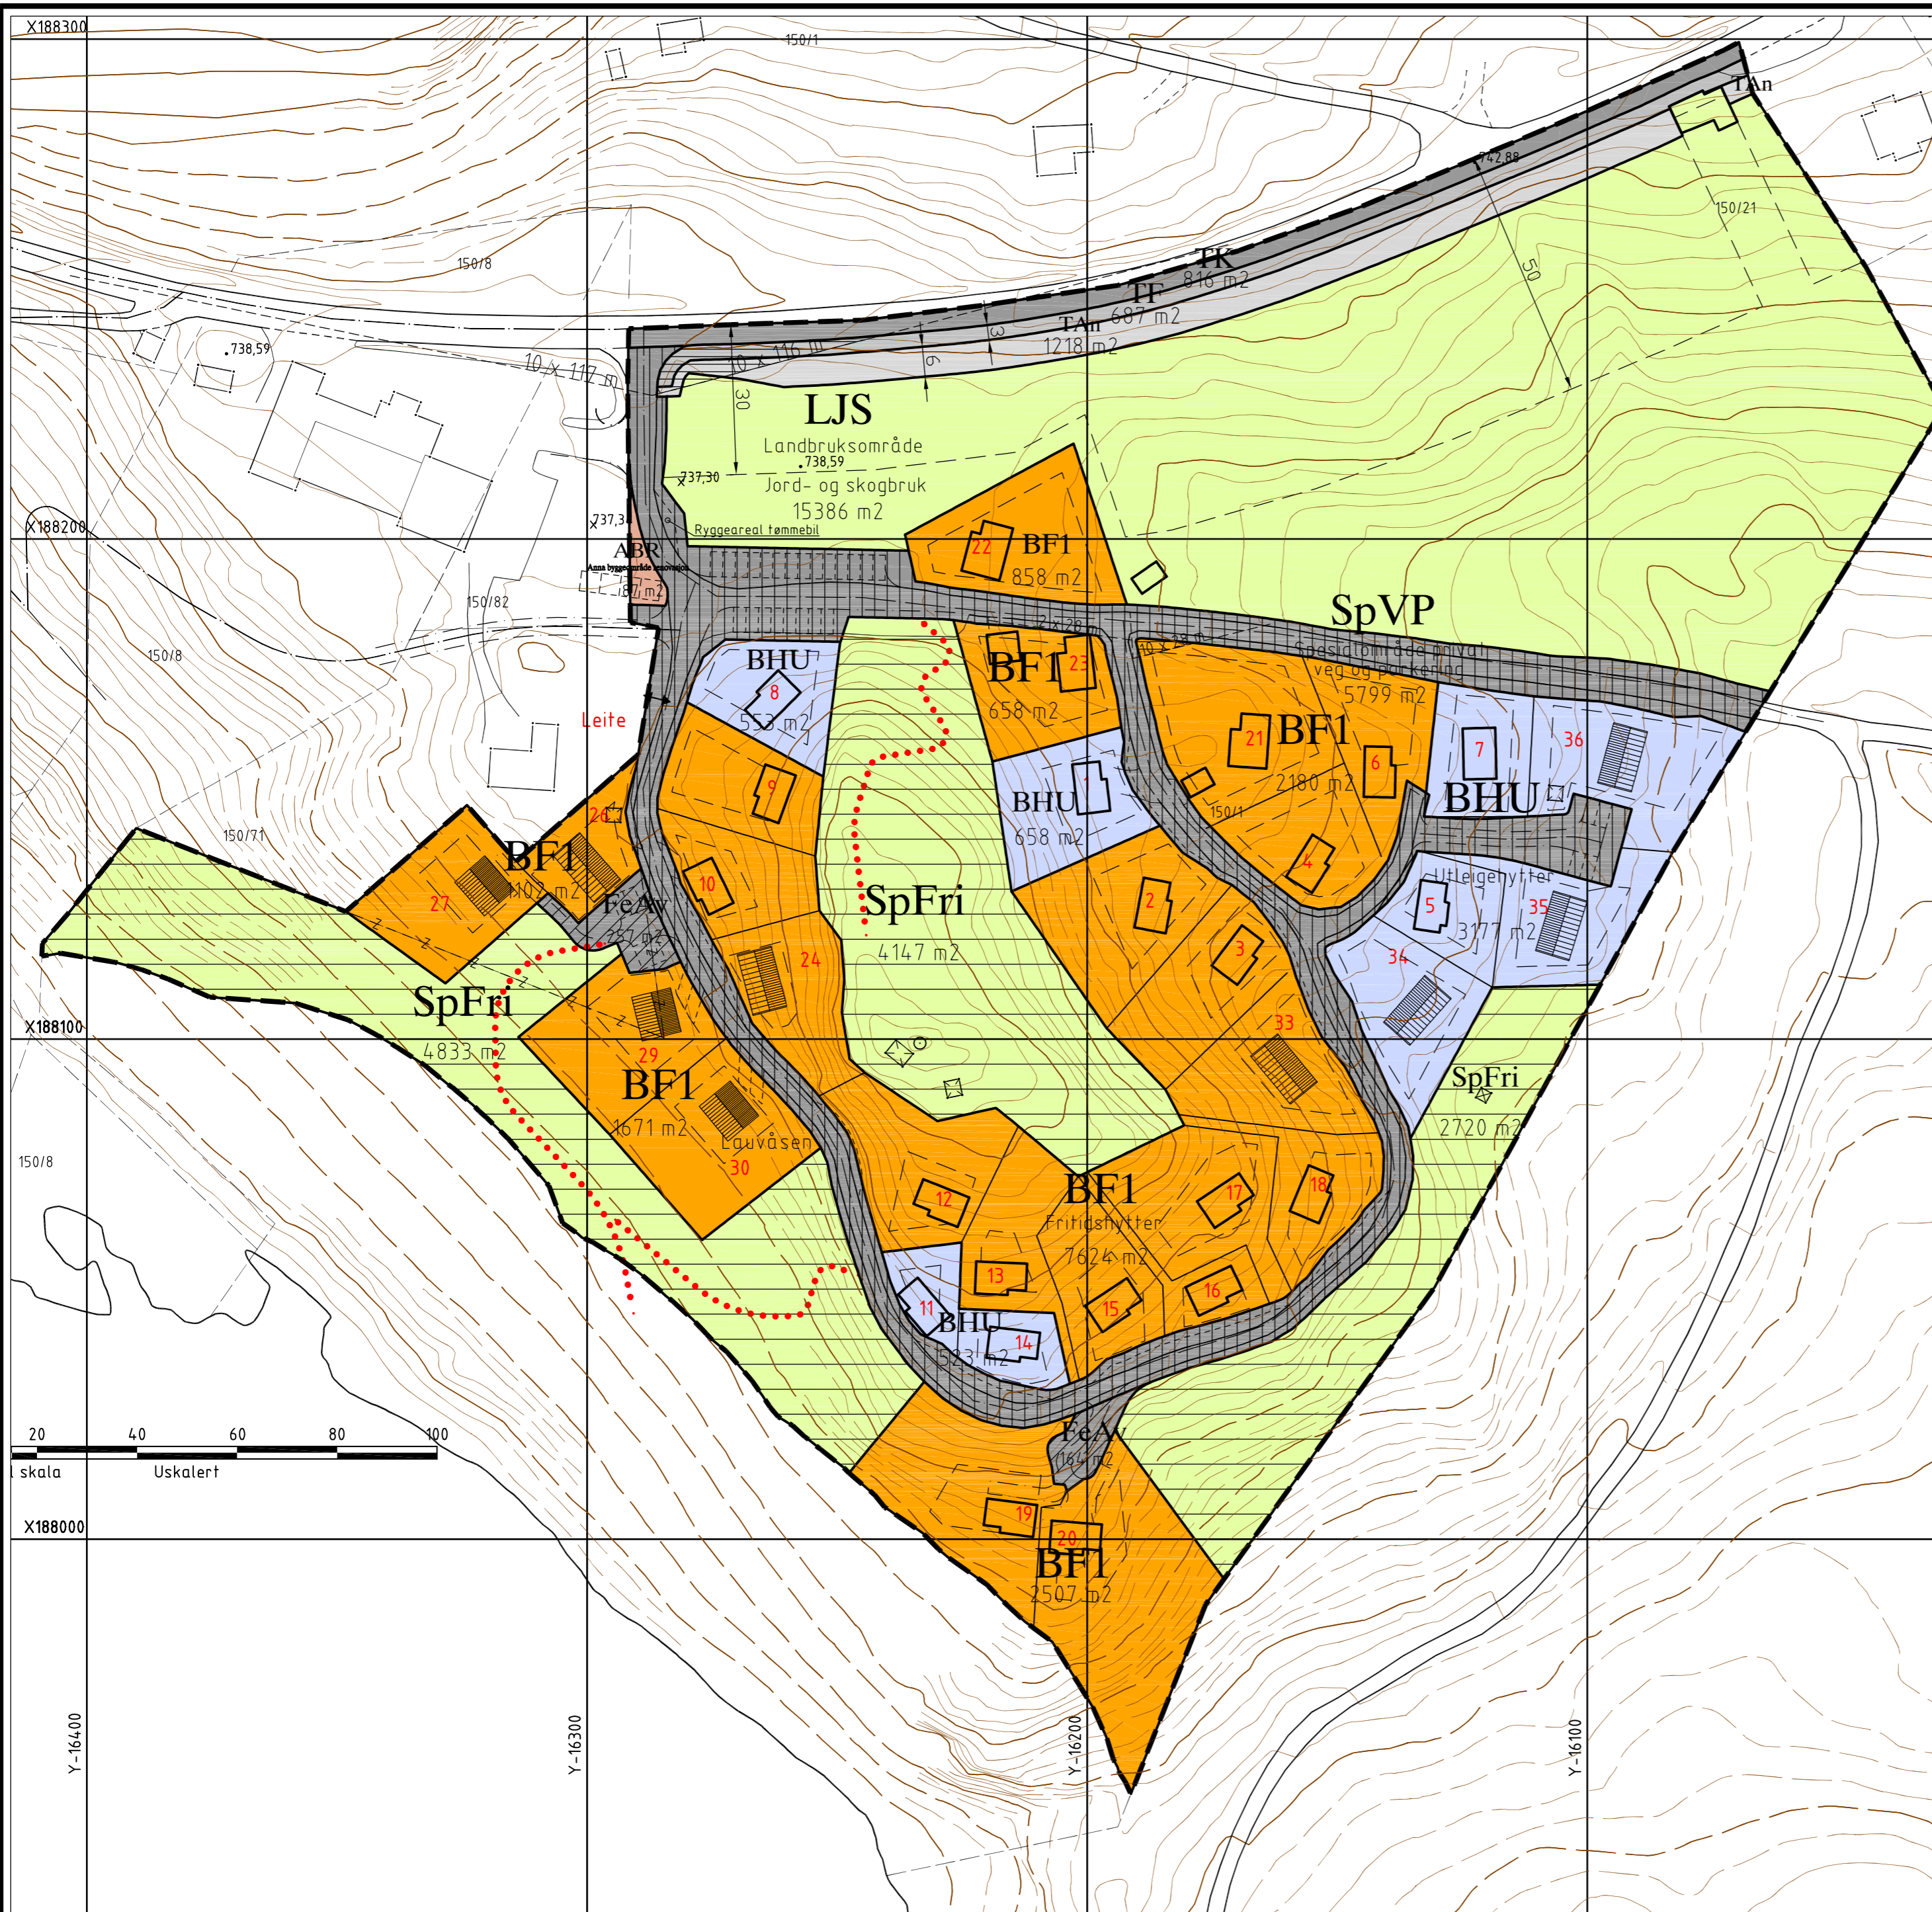 X188300
150/1
TAn
742,88
150/21
150/8
TK
816 m2
TF
687 m2
TAn
1218 m2
50
3
6
738,59
10 x 117 m
10 x 116 m
30
LJS
Landbruksområde
738,59
737,30
Jord- og skogbruk
15386 m2
X188200
737,3
Ryggeareal tømmebil
ABR
Anna byggeområde renovasjon
87 m2
22
BF1
858 m2
150/82
SpVP
Spesialområde privat
veg og parkering
5799 m2
150/8
BHU
8
553 m2
23
BF1
658 m2
10 x 28 m
Leite
21
BF1
2180 m2
6
7
36
BHU
9
1
BHU
658 m2
150/1
26
150/71
BF1
1102 m2
27
10
4
Utleigehytter
5
35
3177 m2
FeAv
257 m2
SpFri
4147 m2
2
3
24
34
SpFri
4833 m2
X188100
29
BF1
1671 m2
33
Lauvåsen
30
SpFri
2720 m2
150/8
12
BF1
Fritidshytter
7624 m2
17
18
13
16
15
11
BHU
14
523 m2
20
40
60
80
100
l skala
Uskalert
FeAv
164 m2
19
20
X188000
BF1
2507 m2
Y-16400
Y-16300
Y-16200
Y-16100